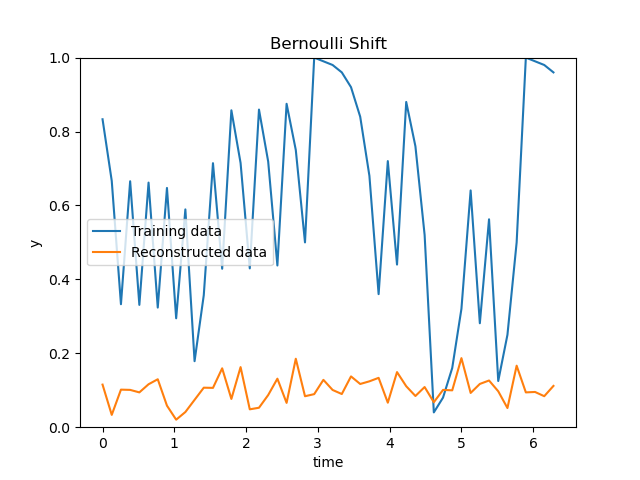 Bernoulli Shift
1.0
0.8
0.6
0.4
0.2
0.0
y
Training data
Reconstructed data
0 1 2 3 4 5 6
time